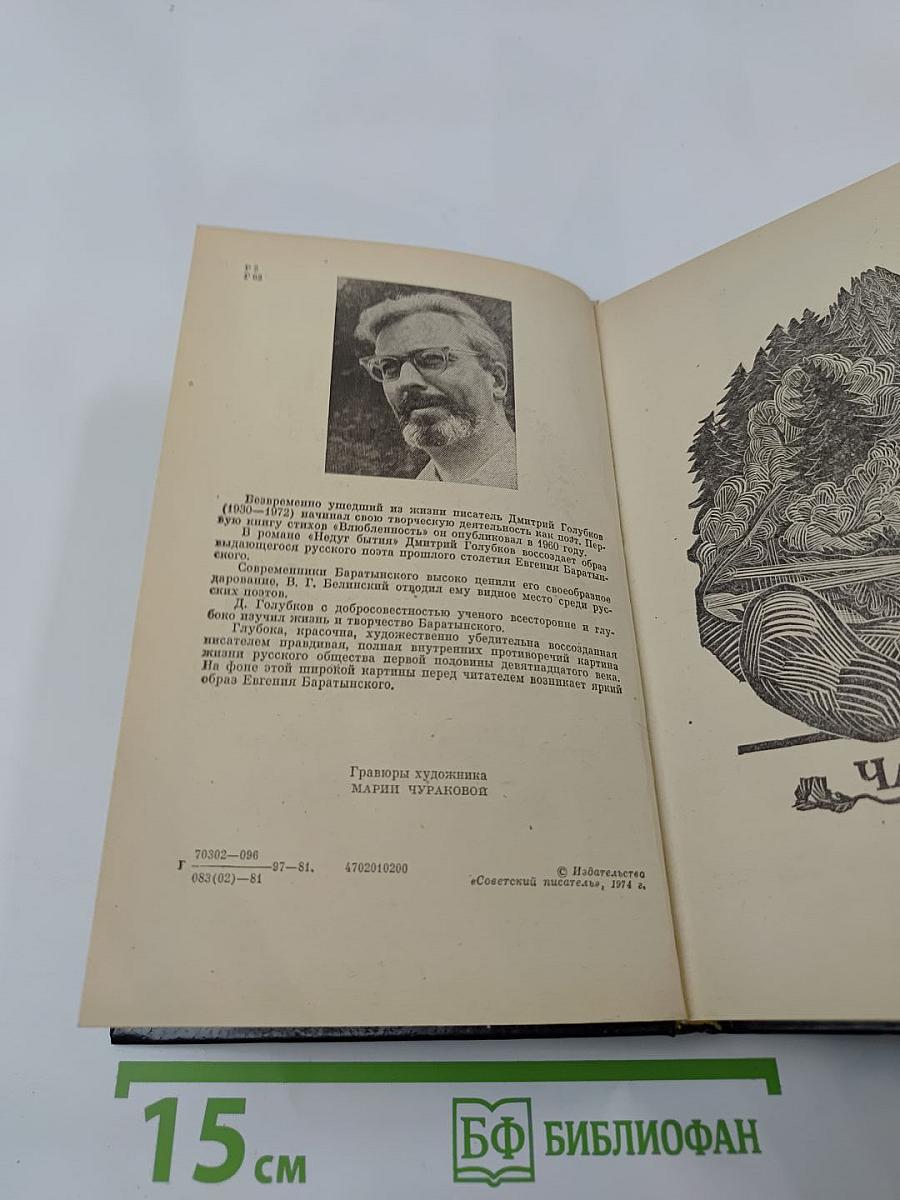 Р 2
Г 62
Безвременно ушедший из жизни писатель Дмитрий Голубков
(1930—1972) начинал свою творческую деятельность как поэт. Пер-
вую книгу стихов «Влюбленность» он опубликовал в 1960 году.
В романе «Недуг бытия» Дмитрий Голубков воссоздает образ
выдающегося русского поэта прошлого столетия Евгения Баратын-
ского.
Современники Баратынского высоко ценили его своеобразное
дарование, В. Г. Белинский отводил ему видное место среди рус-
ских поэтов.
Д. Голубков с добросовестностью ученого всесторонне и глу-
боко изучил жизнь и творчество Баратынского.
Глубока, красочна, художественно убедительна воссозданная
писателем правдивая, полная внутренних противоречий картина
жизни русского общества первой половины девятнадцатого века.
На фоне этой широкой картины перед читателем возникает яркий
образ Евгения Баратынского.
Гравюры художника
МАРИИ ЧУРАКОВОЙ
Г 70302—096
083(02)—81 —97—81. 4702010200
© Издательство
«Советский писатель», 1974 г.
ЧА
15 см
БФ БИБЛИОФАН